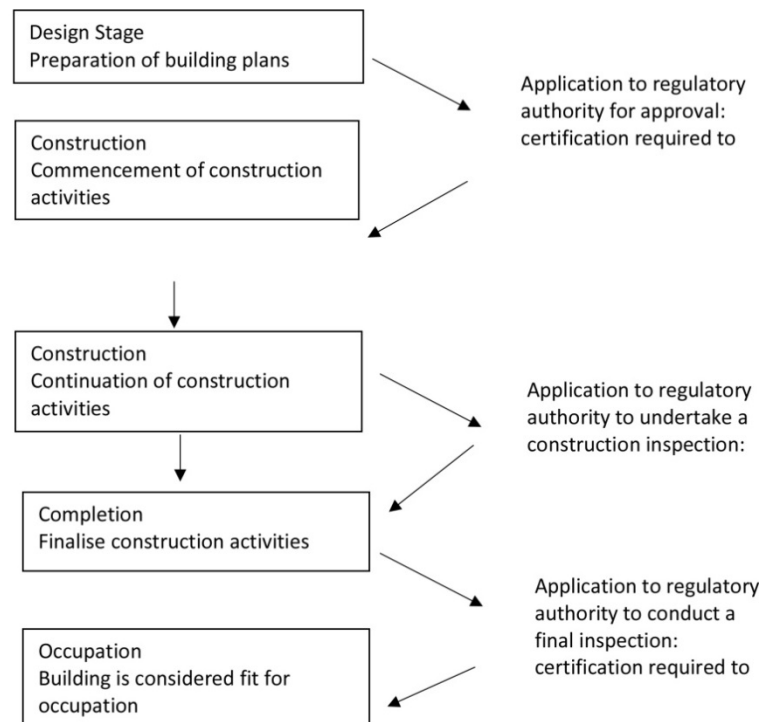 Design Stage
Preparation of building plans
Application to regulatory
authority for approval:
certification required to
Construction
Commencement of construction
activities
Construction
Continuation of construction
activities
Application to regulatory
authority to undertake a
construction inspection:
Completion
Finalise construction activities
Application to regulatory
authority to conduct a
final inspection:
certification required to
Occupation
Building is considered fit for
occupation